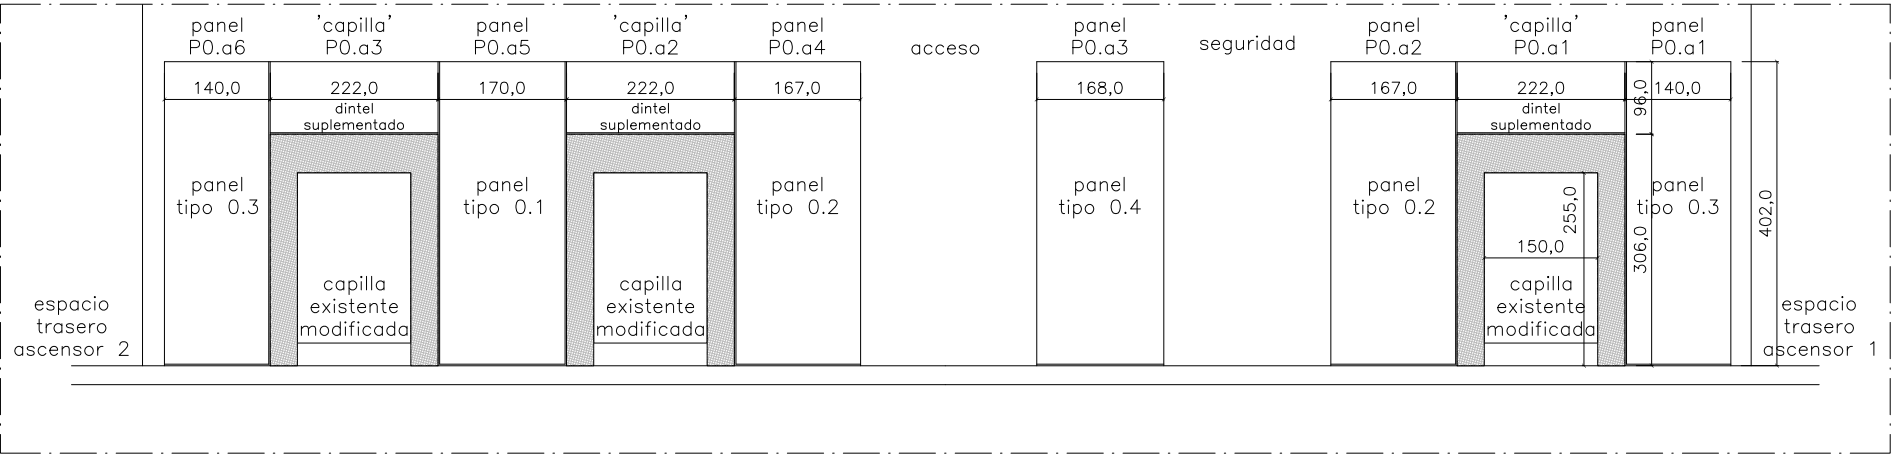 panel
P0.a6
'capilla'
P0.a3
panel
P0.a5
'capilla'
P0.a2
panel
P0.a4
acceso
panel
P0.a3
seguridad
panel
P0.a2
'capilla'
P0.a1
panel
P0.a1
140,0
222,0
170,0
222,0
167,0
168,0
167,0
222,0
140,0
96,0
dintel
suplementado
dintel
suplementado
dintel
suplementado
panel
tipo 0.3
panel
tipo 0.1
panel
tipo 0.2
panel
tipo 0.4
panel
tipo 0.2
panel
tipo 0.3
255,0
150,0
306,0
402,0
espacio
trasero
ascensor 2
capilla
existente
modificada
capilla
existente
modificada
capilla
existente
modificada
espacio
trasero
ascensor 1